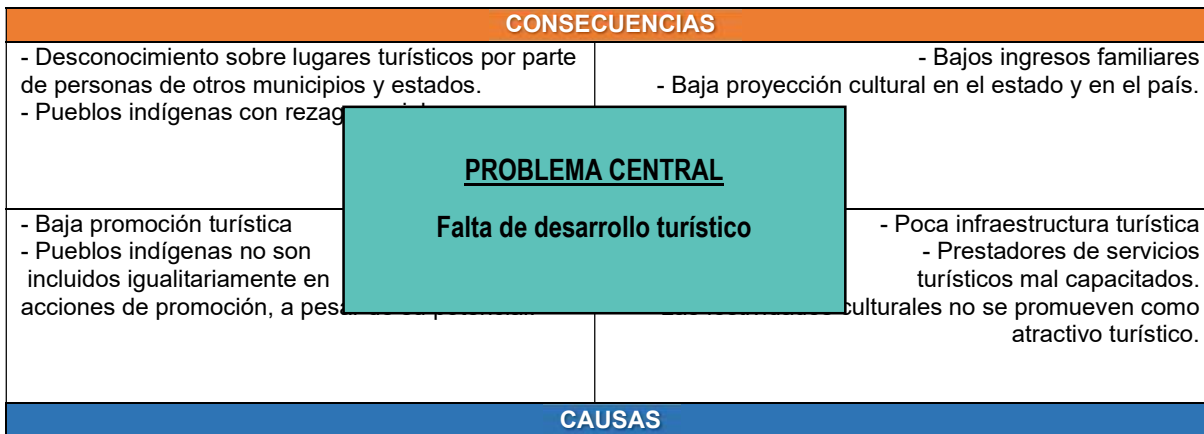 CONSECUENCIAS
- Desconocimiento sobre lugares turísticos por parte
de personas de otros municipios y estados.
- Pueblos indígenas con
- Bajos ingresos familiares
- Baja proyección cultural en el estado y en el país.
PROBLEMA CENTRAL
Falta de desarrollo turístico
- Baja promoción turística
- Pueblos indígenas no son
incluidos igualitariamente en
acciones de promoción, a
- Poca infraestructura turística
- Prestadores de servicios
turísticos mal capacitados.
culturales no se promueven como
atractivo turístico.
CAUSAS